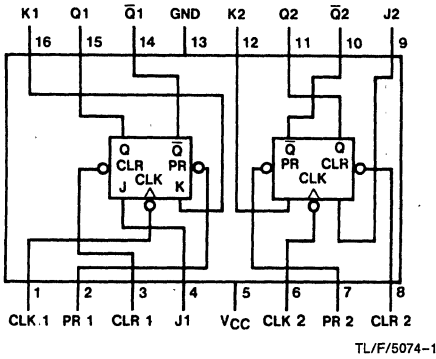 K1 Q1 Q̅1 GND K2 Q2 Q̅2 J2
16 15 14 13 12 11 10 9
Q Q̅ Q̅ Q
CLR PR PR CLR
CLK CLK
J K
1 2 3 4 5 6 7 8
CLK 1 PR 1 CLR 1 J1 VCC CLK 2 PR 2 CLR 2
TL/F/5074-1